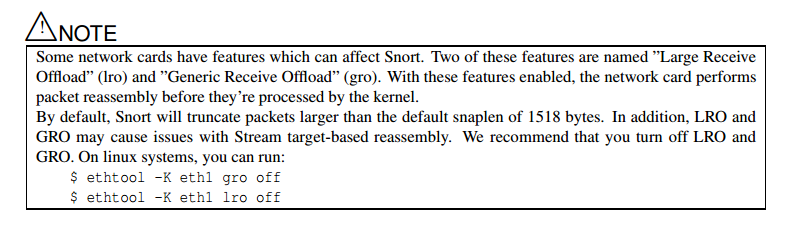 NOTE
Some network cards have features which can affect Snort. Two of these features are named ”Large Receive
Offload” (lro) and ”Generic Receive Offload” (gro). With these features enabled, the network card performs
packet reassembly before they’re processed by the kernel.
By default, Snort will truncate packets larger than the default snaplen of 1518 bytes. In addition, LRO and
GRO may cause issues with Stream target-based reassembly. We recommend that you turn off LRO and
GRO. On linux systems, you can run:
$ ethtool -K eth1 gro off
$ ethtool -K eth1 lro off